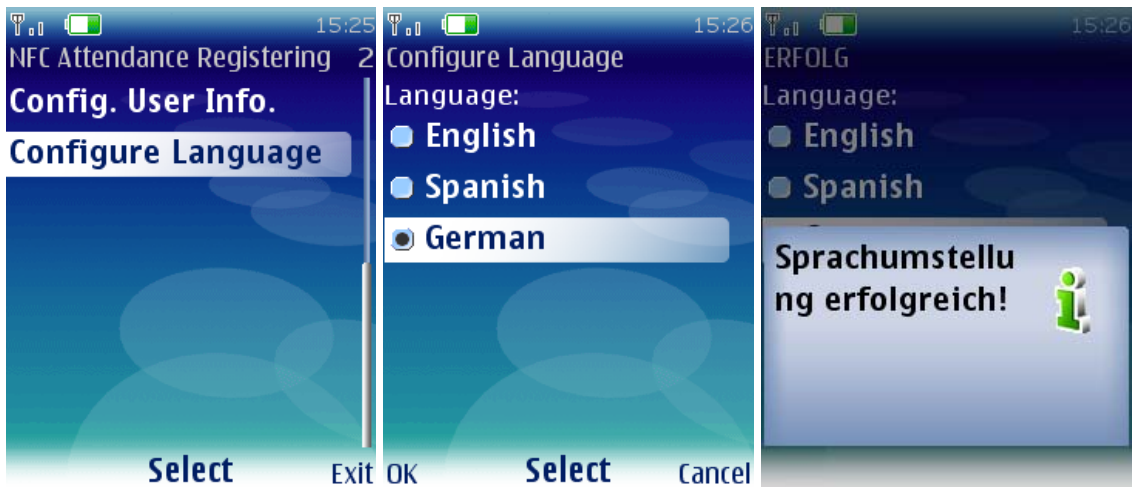 15:25
NFC Attendance Registering 2
Config. User Info.
Configure Language
Select Exit
15:26
Configure Language
Language:
English
Spanish
German
OK Select Cancel
15:26
ERFOLG
Language:
English
Spanish
Sprachumstellu
ng erfolgreich!